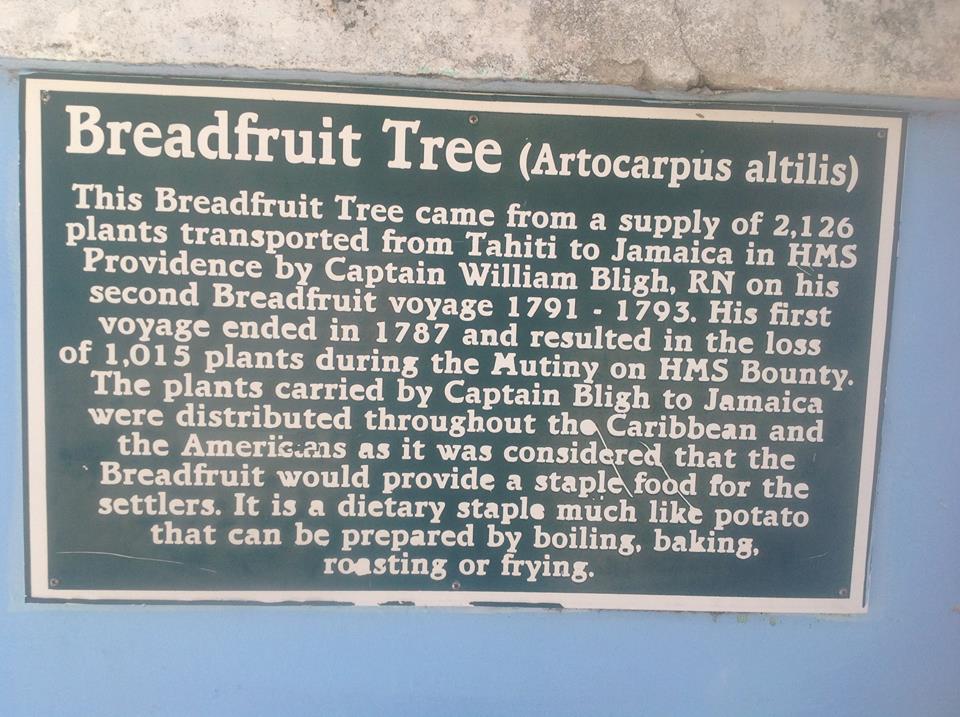 Breadfruit Tree (Artocarpus altilis)
This Breadfruit Tree came from a supply of 2,126
plants transported from Tahiti to Jamaica in HMS
Providence by Captain William Bligh, RN on his
second Breadfruit voyage 1791 - 1793. His first
voyage ended in 1787 and resulted in the loss
of 1,015 plants during the Mutiny on HMS Bounty.
The plants carried by Captain Bligh to Jamaica
were distributed throughout the Caribbean and
the Americans as it was considered that the
Breadfruit would provide a staple food for the
settlers. It is a dietary staple much like potato
that can be prepared by boiling, baking,
roasting or frying.